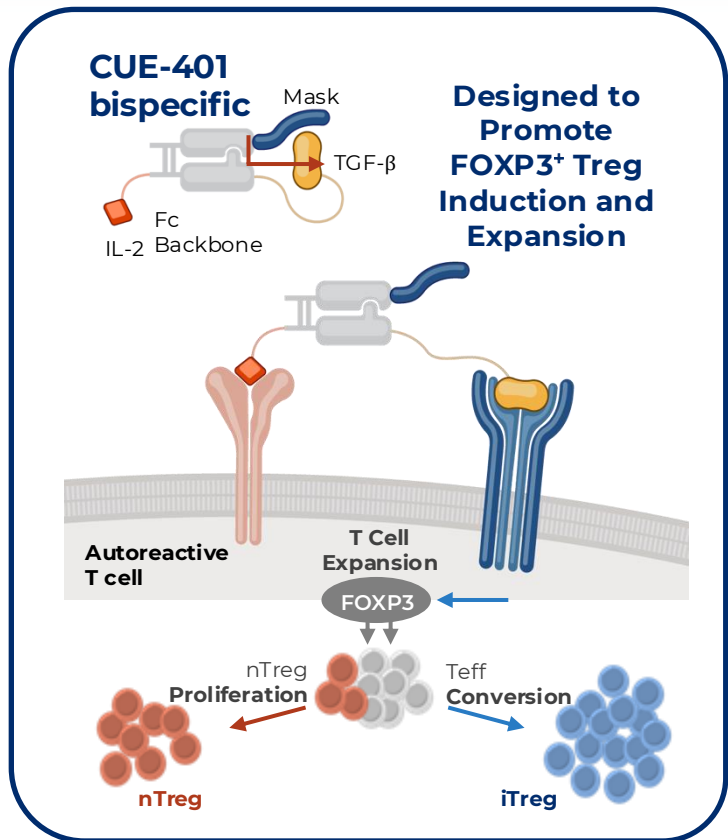 CUE-401
bispecific
Mask
TGF-β
Fc
Backbone
IL-2
Designed to
Promote
FOXP3⁺ Treg
Induction and
Expansion
Autoreactive
T cell
T Cell
Expansion
FOXP3
nTreg
Proliferation
Teff
Conversion
nTreg
iTreg